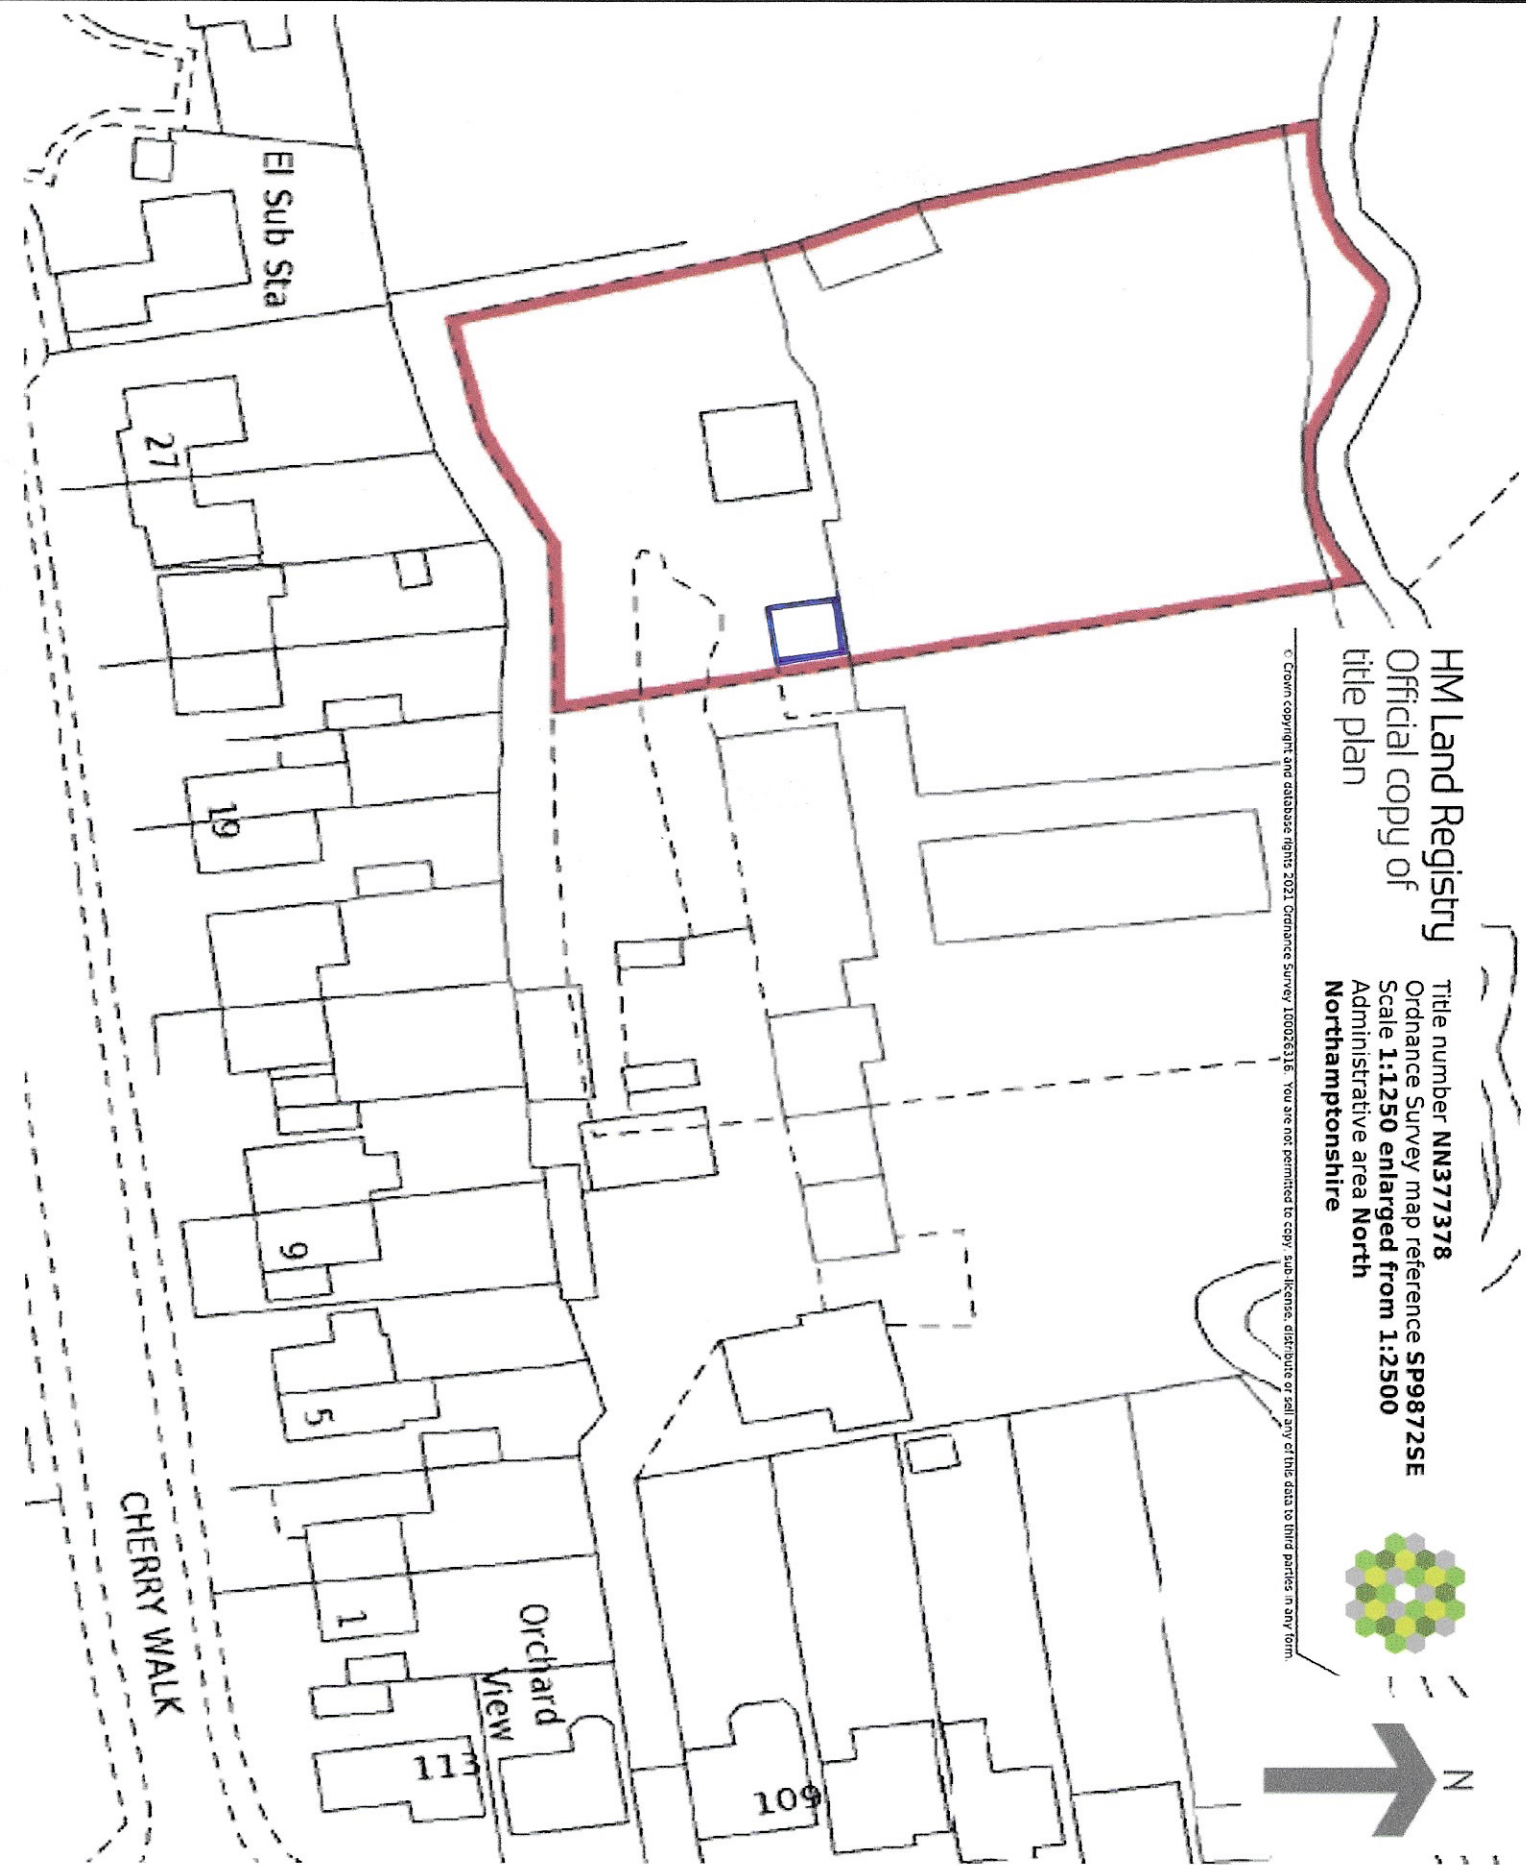 HM Land Registry
Official copy of
title plan
Title number NN377378
Ordnance Survey map reference SP9872SE
Scale 1:1250 enlarged from 1:2500
Administrative area North
Northamptonshire
N
© Crown copyright and database rights 2021 Ordnance Survey 100026316. You are not permitted to copy, sub-license, distribute or sell any of this data to third parties in any form.
El Sub Sta
27
19
9
5
1
Orchard
View
113
109
CHERRY WALK